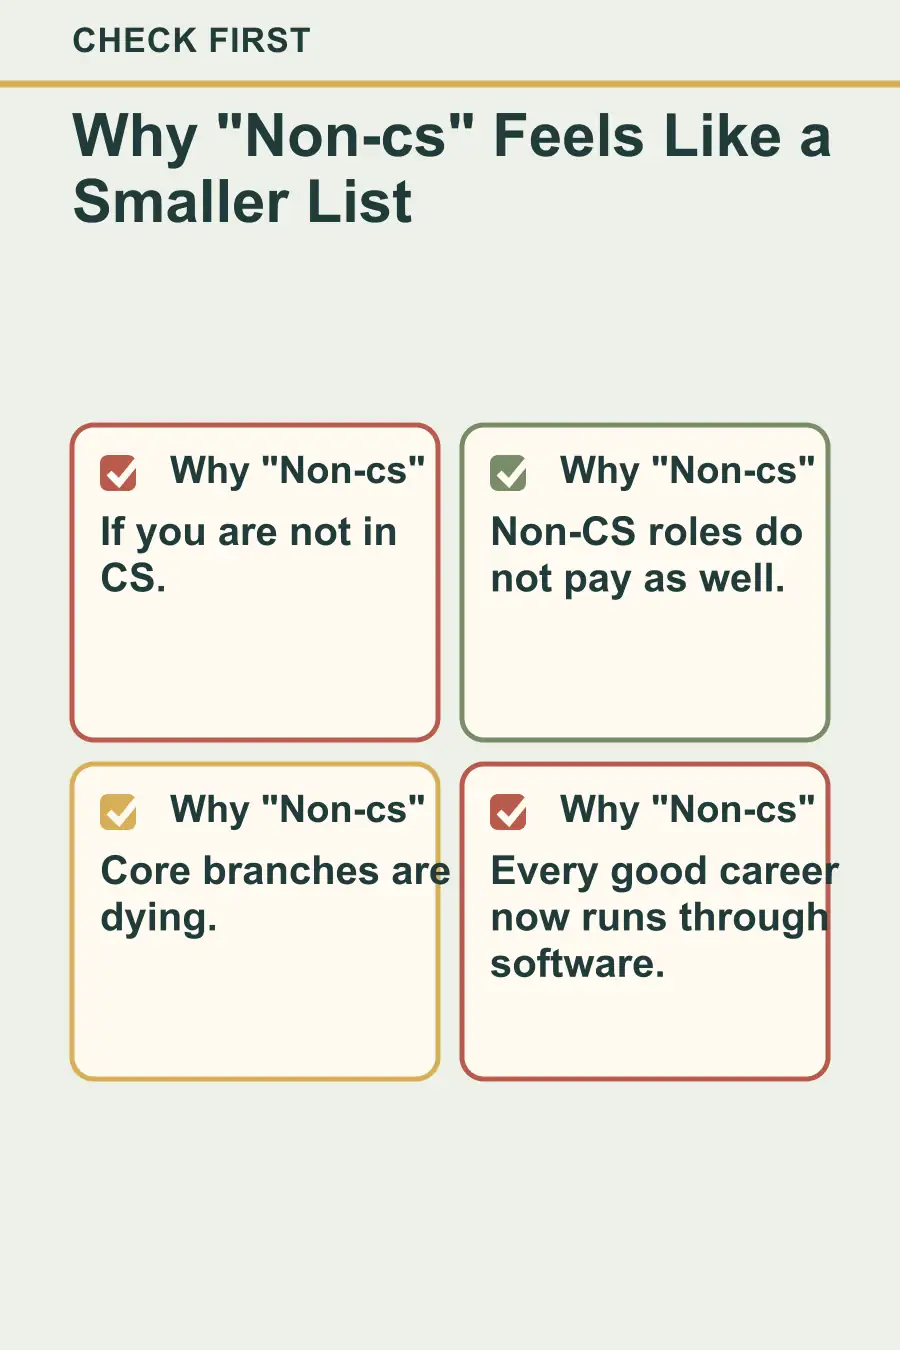 CHECK FIRST
Why "Non-cs" Feels Like a
Smaller List
Why "Non-cs"
If you are not in
CS.
Why "Non-cs"
Non-CS roles do
not pay as well.
Why "Non-cs"
Core branches are
dying.
Why "Non-cs"
Every good career
now runs through
software.